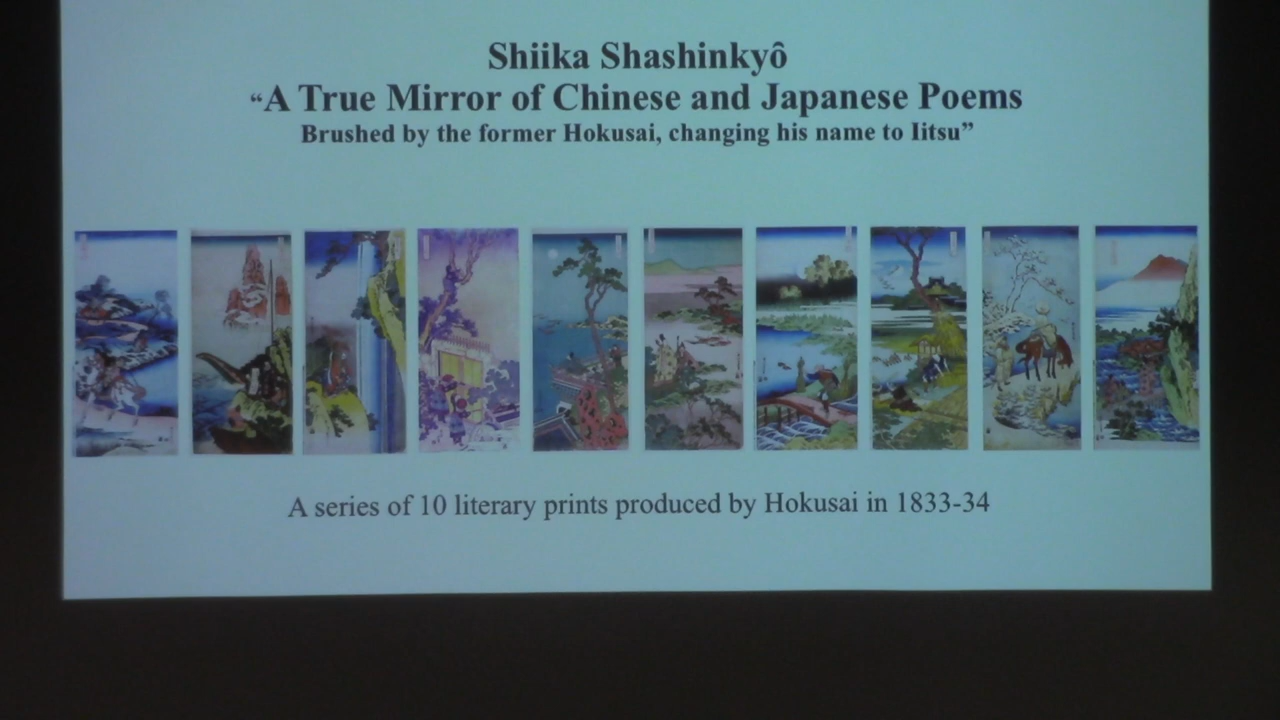 Shiika Shashinkyô
“A True Mirror of Chinese and Japanese Poems
Brushed by the former Hokusai, changing his name to Iitsu”
A series of 10 literary prints produced by Hokusai in 1833-34